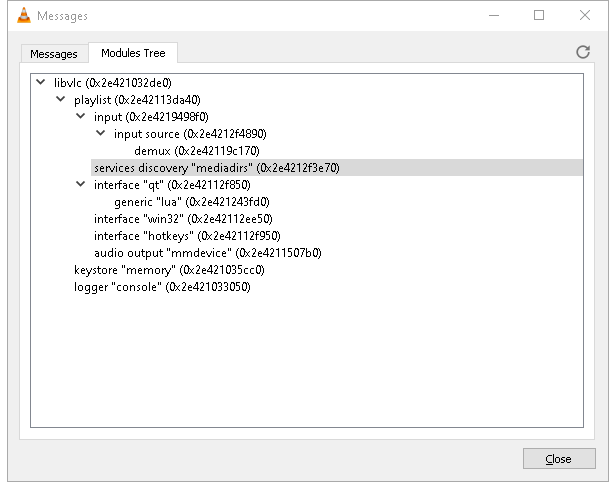 Messages
Messages
Modules Tree
libvlc (0x2e421032de0)
playlist (0x2e42113da40)
input (0x2e4219498f0)
input source (0x2e4212f4890)
demux (0x2e42119c170)
services discovery "mediadirs" (0x2e4212f3e70)
interface "qt" (0x2e42112f850)
generic "lua" (0x2e421243fd0)
interface "win32" (0x2e42112ee50)
interface "hotkeys" (0x2e42112f950)
audio output "mmdevice" (0x2e4211507b0)
keystore "memory" (0x2e421035cc0)
logger "console" (0x2e421033050)
Close